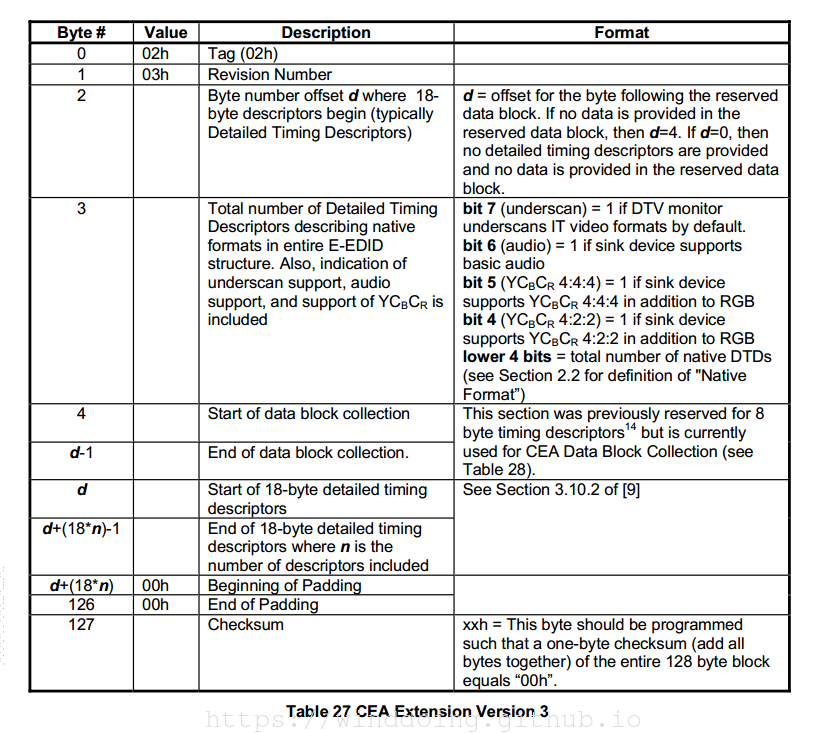 Byte # Value Description Format
0 02h Tag (02h)
1 03h Revision Number
2 Byte number offset d where 18-
byte descriptors begin (typically
Detailed Timing Descriptors)
d = offset for the byte following the reserved
data block. If no data is provided in the
reserved data block, then d=4. If d=0, then
no detailed timing descriptors are provided
and no data is provided in the reserved data
block.
3 Total number of Detailed Timing
Descriptors describing native
formats in entire E-EDID
structure. Also, indication of
underscan support, audio
support, and support of YCBCR is
included
bit 7 (underscan) = 1 if DTV monitor
underscans IT video formats by default.
bit 6 (audio) = 1 if sink device supports
basic audio
bit 5 (YCBCR 4:4:4) = 1 if sink device
supports YCBCR 4:4:4 in addition to RGB
bit 4 (YCBCR 4:2:2) = 1 if sink device
supports YCBCR 4:2:2 in addition to RGB
lower 4 bits = total number of native DTDs
(see Section 2.2 for definition of "Native
Format")
4 Start of data block collection
This section was previously reserved for 8
byte timing descriptors14 but is currently
used for CEA Data Block Collection (see
Table 28).
d-1 End of data block collection.
d Start of 18-byte detailed timing
descriptors
See Section 3.10.2 of [9]
d+(18*n)-1 End of 18-byte detailed timing
descriptors where n is the
number of descriptors included
d+(18*n) 00h Beginning of Padding
126 00h End of Padding
127 Checksum
xxh = This byte should be programmed
such that a one-byte checksum (add all
bytes together) of the entire 128 byte block
equals “00h”.
Table 27 CEA Extension Version 3
https://winddoing.github.io